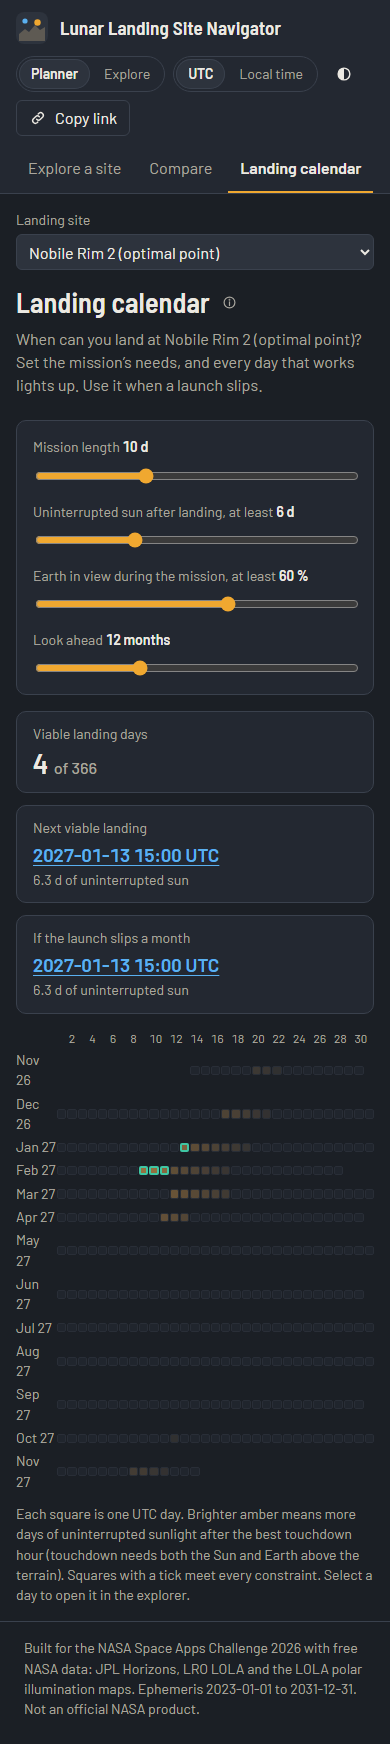 Lunar Landing Site Navigator
Planner Explore UTC Local time
Copy link
Explore a site Compare Landing calendar
Landing site
Nobile Rim 2 (optimal point)
Landing calendar
When can you land at Nobile Rim 2 (optimal point)?
Set the mission's needs, and every day that works
lights up. Use it when a launch slips.
Mission length 10 d
Uninterrupted sun after landing, at least 6 d
Earth in view during the mission, at least 60 %
Look ahead 12 months
Viable landing days
4 of 366
Next viable landing
2027-01-13 15:00 UTC
6.3 d of uninterrupted sun
If the launch slips a month
2027-01-13 15:00 UTC
6.3 d of uninterrupted sun
2 4 6 8 10 12 14 16 18 20 22 24 26 28 30
Nov
26
Dec
26
Jan 27
Feb 27
Mar 27
Apr 27
May
27
Jun
27
Jul 27
Aug
27
Sep
27
Oct 27
Nov
27
Each square is one UTC day. Brighter amber means more
days of uninterrupted sunlight after the best touchdown
hour (touchdown needs both the Sun and Earth above the
terrain). Squares with a tick meet every constraint. Select a
day to open it in the explorer.
Built for the NASA Space Apps Challenge 2026 with free
NASA data: JPL Horizons, LRO LOLA and the LOLA polar
illumination maps. Ephemeris 2023-01-01 to 2031-12-31.
Not an official NASA product.